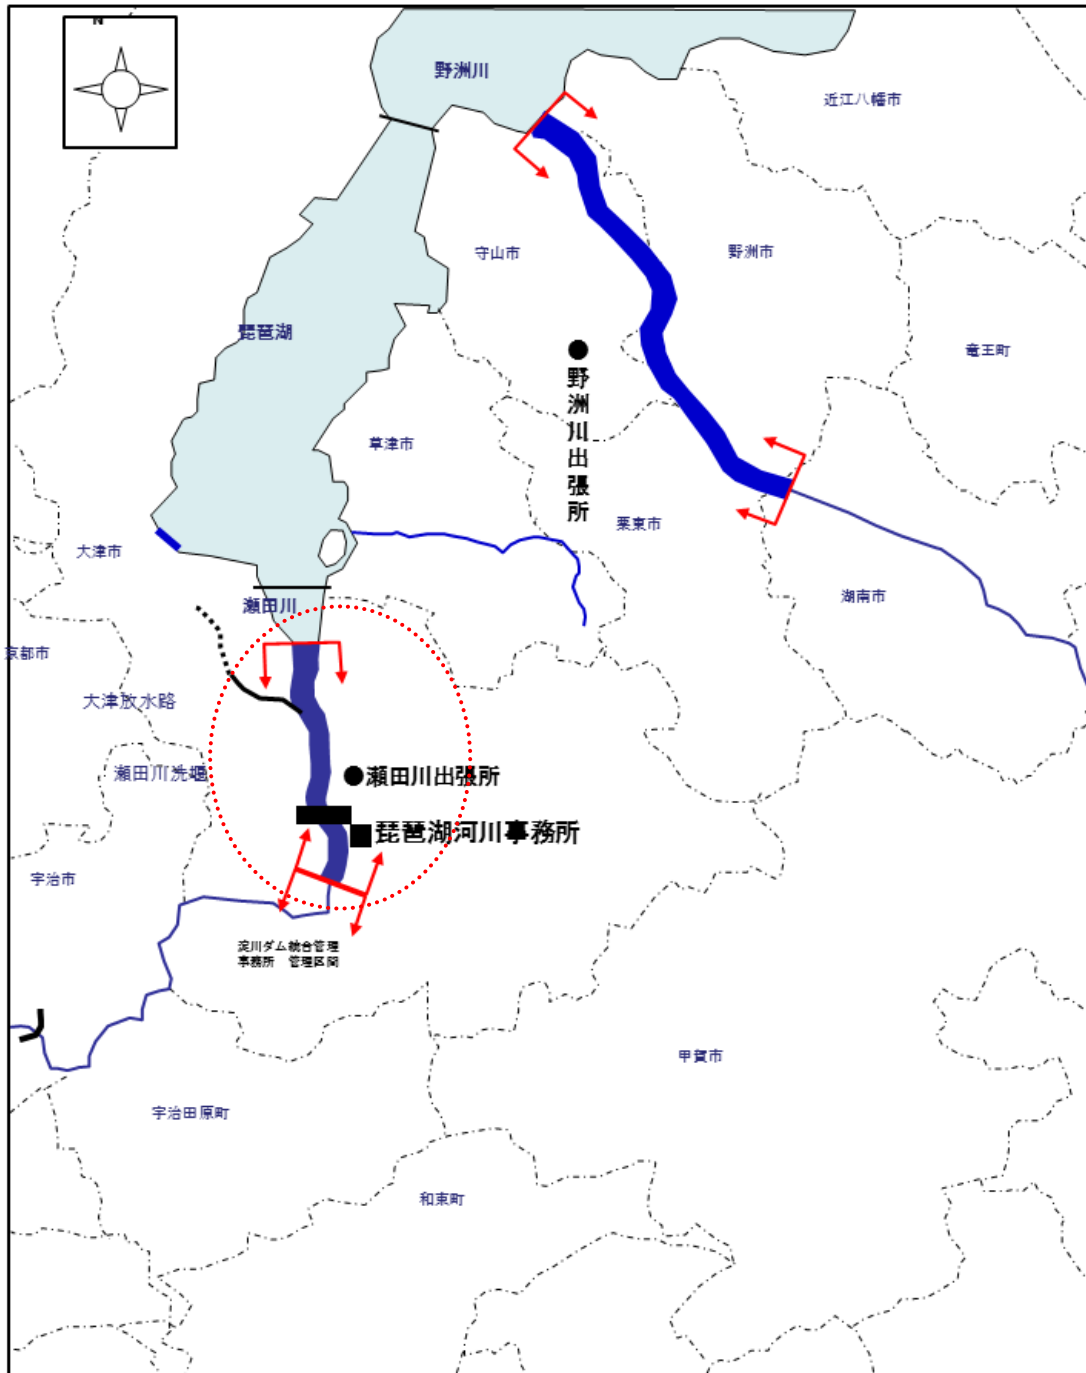 N
野洲川
近江八幡市
守山市
野洲市
琵琶湖
竜王町
野洲川出張所
草津市
栗東市
大津市
湖南市
瀬田川
京都市
大津放水路
瀬田川洗堰
瀬田川出張所
琵琶湖河川事務所
宇治市
淀川ダム統合管理
事務所 管理区間
甲賀市
宇治田原町
和束町